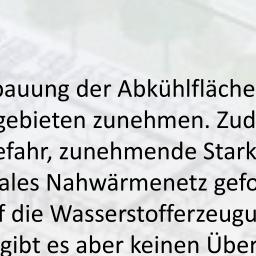 bauung der Abkühlfläche
gebieten zunehmen. Zud
efahr, zunehmende Stark
ales Nahwärmenetz gefo
f die Wasserstofferzeugu
gibt es aber keinen Über